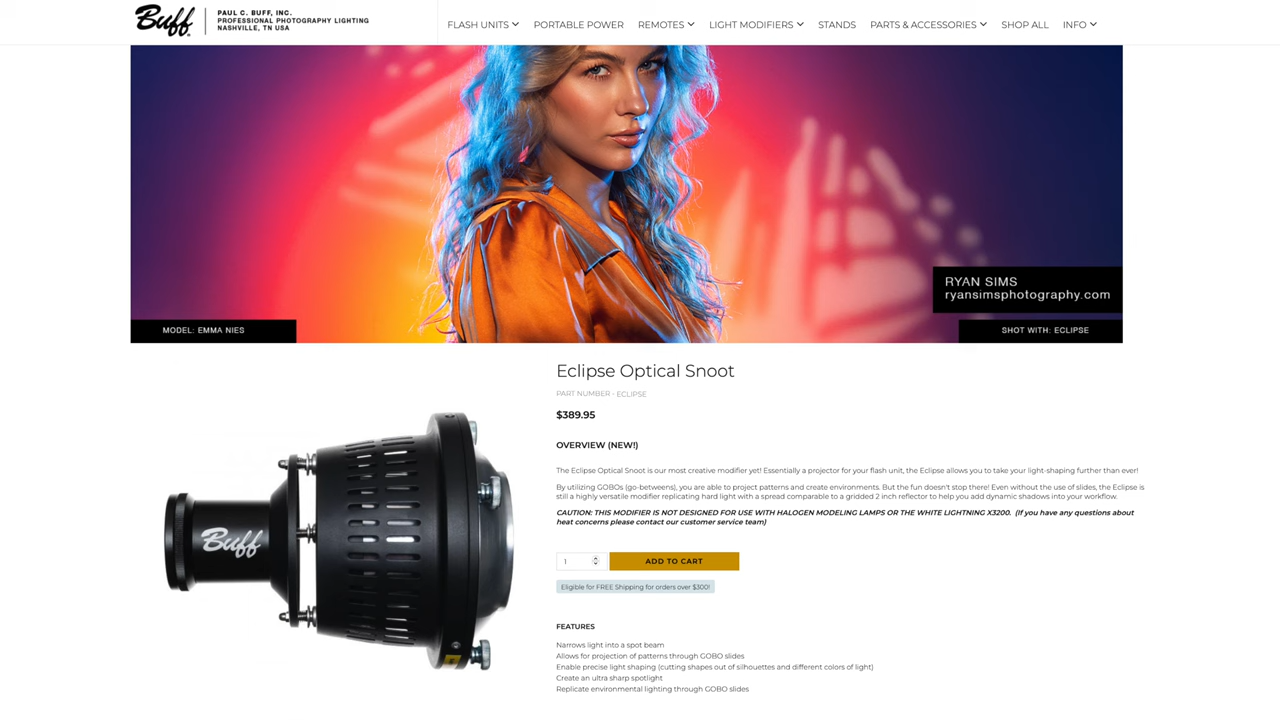 Buff
PAUL C. BUFF, INC.
PROFESSIONAL PHOTOGRAPHY LIGHTING
NASHVILLE, TN USA
FLASH UNITS PORTABLE POWER REMOTES LIGHT MODIFIERS STANDS PARTS & ACCESSORIES SHOP ALL INFO
RYAN SIMS
ryansimsphotography.com
MODEL: EMMA NIES
SHOT WITH: ECLIPSE
Eclipse Optical Snoot
PART NUMBER - ECLIPSE
$389.95
OVERVIEW (NEW!)
The Eclipse Optical Snoot is our most creative modifier yet! Essentially a projector for your flash unit, the Eclipse allows you to take your light-shaping further than ever!
By utilizing GOBOs (go-betweens), you are able to project patterns and create environments. But the fun doesn't stop there! Even without the use of slides, the Eclipse is
still a highly versatile modifier replicating hard light with a spread comparable to a gridded 2 inch reflector to help you add dynamic shadows into your workflow.
CAUTION: THIS MODIFIER IS NOT DESIGNED FOR USE WITH HALOGEN MODELING LAMPS OR THE WHITE LIGHTNING X3200. (If you have any questions about
heat concerns please contact our customer service team)
1 ADD TO CART
Eligible for FREE Shipping for orders over $300!
Buff
FEATURES
Narrows light into a spot beam
Allows for projection of patterns through GOBO slides
Enable precise light shaping (cutting shapes out of silhouettes and different colors of light)
Create an ultra sharp spotlight
Replicate environmental lighting through GOBO slides